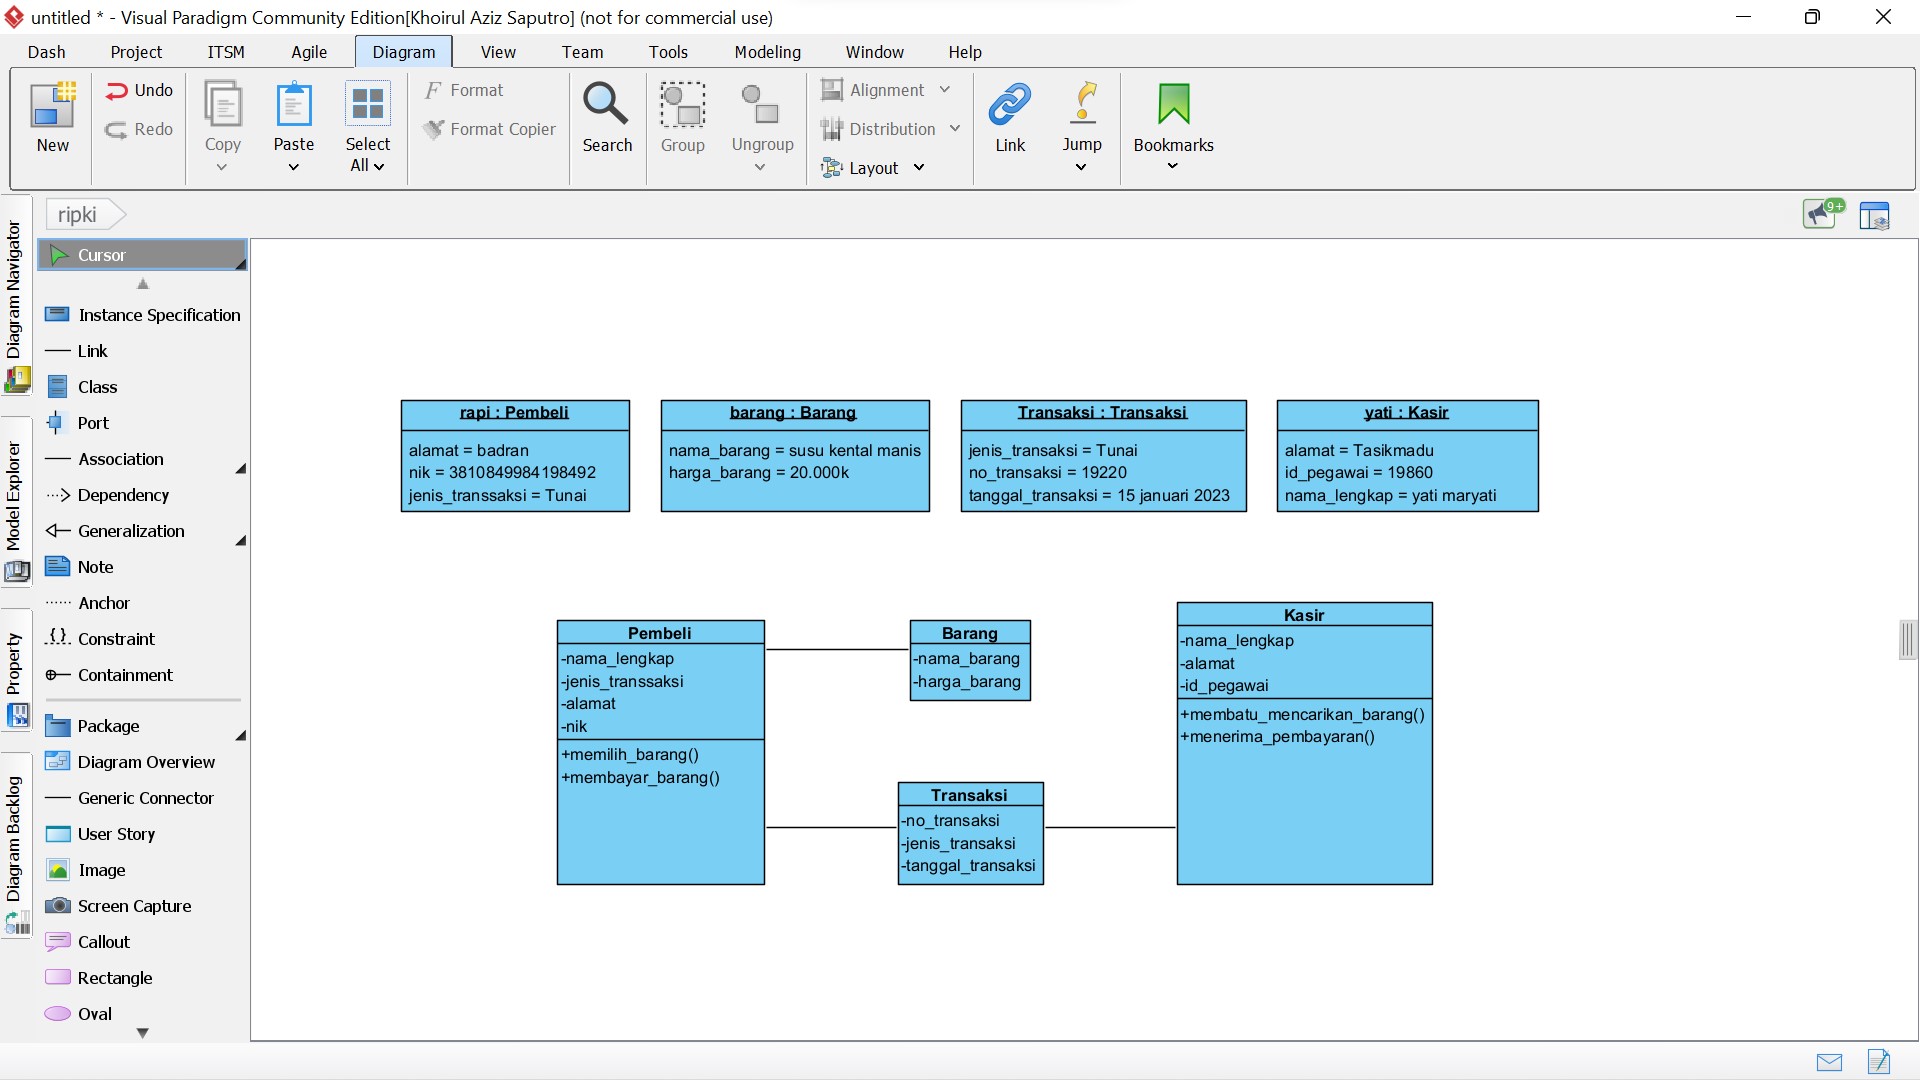 untitled * - Visual Paradigm Community Edition[Khoirul Aziz Saputro] (not for commercial use)
Dash Project ITSM Agile Diagram View Team Tools Modeling Window Help
New
Undo
Redo
Copy
Paste
Select
All
Format
Format Copier
Search
Group
Ungroup
Alignment
Distribution
Layout
Link
Jump
Bookmarks
ripki
9+
Diagram Navigator
Model Explorer
Property
Diagram Backlog
Cursor
Instance Specification
Link
Class
Port
Association
Dependency
Generalization
Note
Anchor
Constraint
Containment
Package
Diagram Overview
Generic Connector
User Story
Image
Screen Capture
Callout
Rectangle
Oval
rapi : Pembeli
alamat = badran
nik = 3810849984198492
jenis_transsaksi = Tunai
barang : Barang
nama_barang = susu kental manis
harga_barang = 20.000k
Transaksi : Transaksi
jenis_transaksi = Tunai
no_transaksi = 19220
tanggal_transaksi = 15 januari 2023
yati : Kasir
alamat = Tasikmadu
id_pegawai = 19860
nama_lengkap = yati maryati
Pembeli
-nama_lengkap
-jenis_transsaksi
-alamat
-nik
+memilih_barang()
+membayar_barang()
Barang
-nama_barang
-harga_barang
Transaksi
-no_transaksi
-jenis_transaksi
-tanggal_transaksi
Kasir
-nama_lengkap
-alamat
-id_pegawai
+membatu_mencarikan_barang()
+menerima_pembayaran()